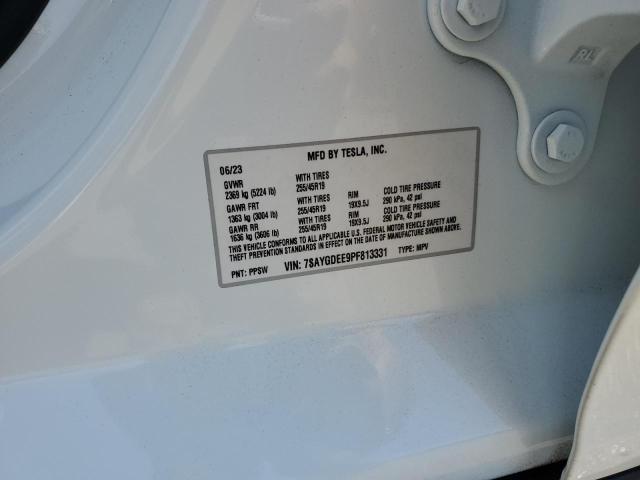 RL
MFD BY TESLA, INC.
06/23
GVWR WITH TIRES
2369 kg (5224 lb) 255/45R19
GAWR FRT WITH TIRES RIM COLD TIRE PRESSURE
1363 kg (3004 lb) 255/45R19 19X9.5J 290 kPa, 42 psi
GAWR RR WITH TIRES RIM COLD TIRE PRESSURE
1636 kg (3606 lb) 255/45R19 19X9.5J 290 kPa, 42 psi
THIS VEHICLE CONFORMS TO ALL APPLICABLE U.S. FEDERAL MOTOR VEHICLE SAFETY AND
THEFT PREVENTION STANDARDS IN EFFECT ON THE DATE OF MANUFACTURE SHOWN ABOVE.
PNT: PPSW VIN: 7SAYGDEE9PF813331 TYPE: MPV